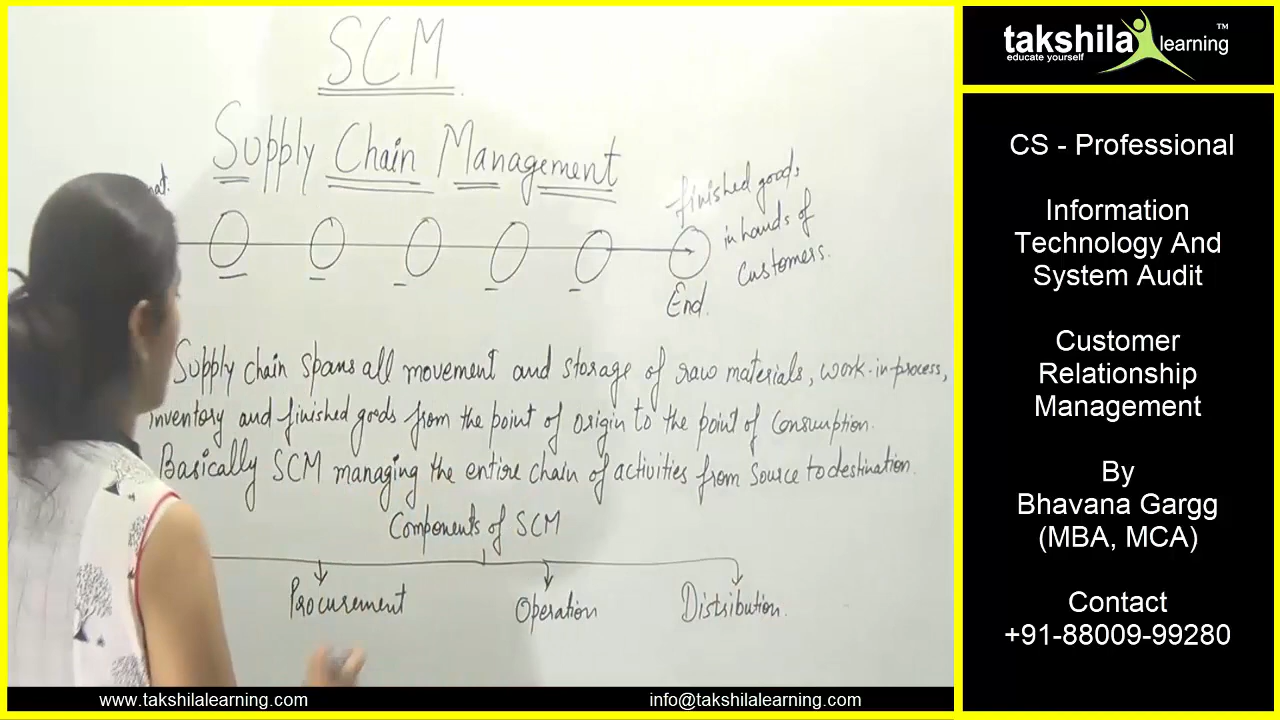 SCM
Supply Chain Management
mat.
finished goods
in hands of
customers.
End.
Supply chain spans all movement and storage of raw materials, work-in-process,
inventory and finished goods from the point of origin to the point of consumption.
Basically SCM managing the entire chain of activities from source to destination.
Components of SCM
Procurement
Operation
Distribution.
www.takshilalearning.com
info@takshilalearning.com
takshila learning™
educate yourself
CS - Professional
Information
Technology And
System Audit
Customer
Relationship
Management
By
Bhavana Gargg
(MBA, MCA)
Contact
+91-88009-99280